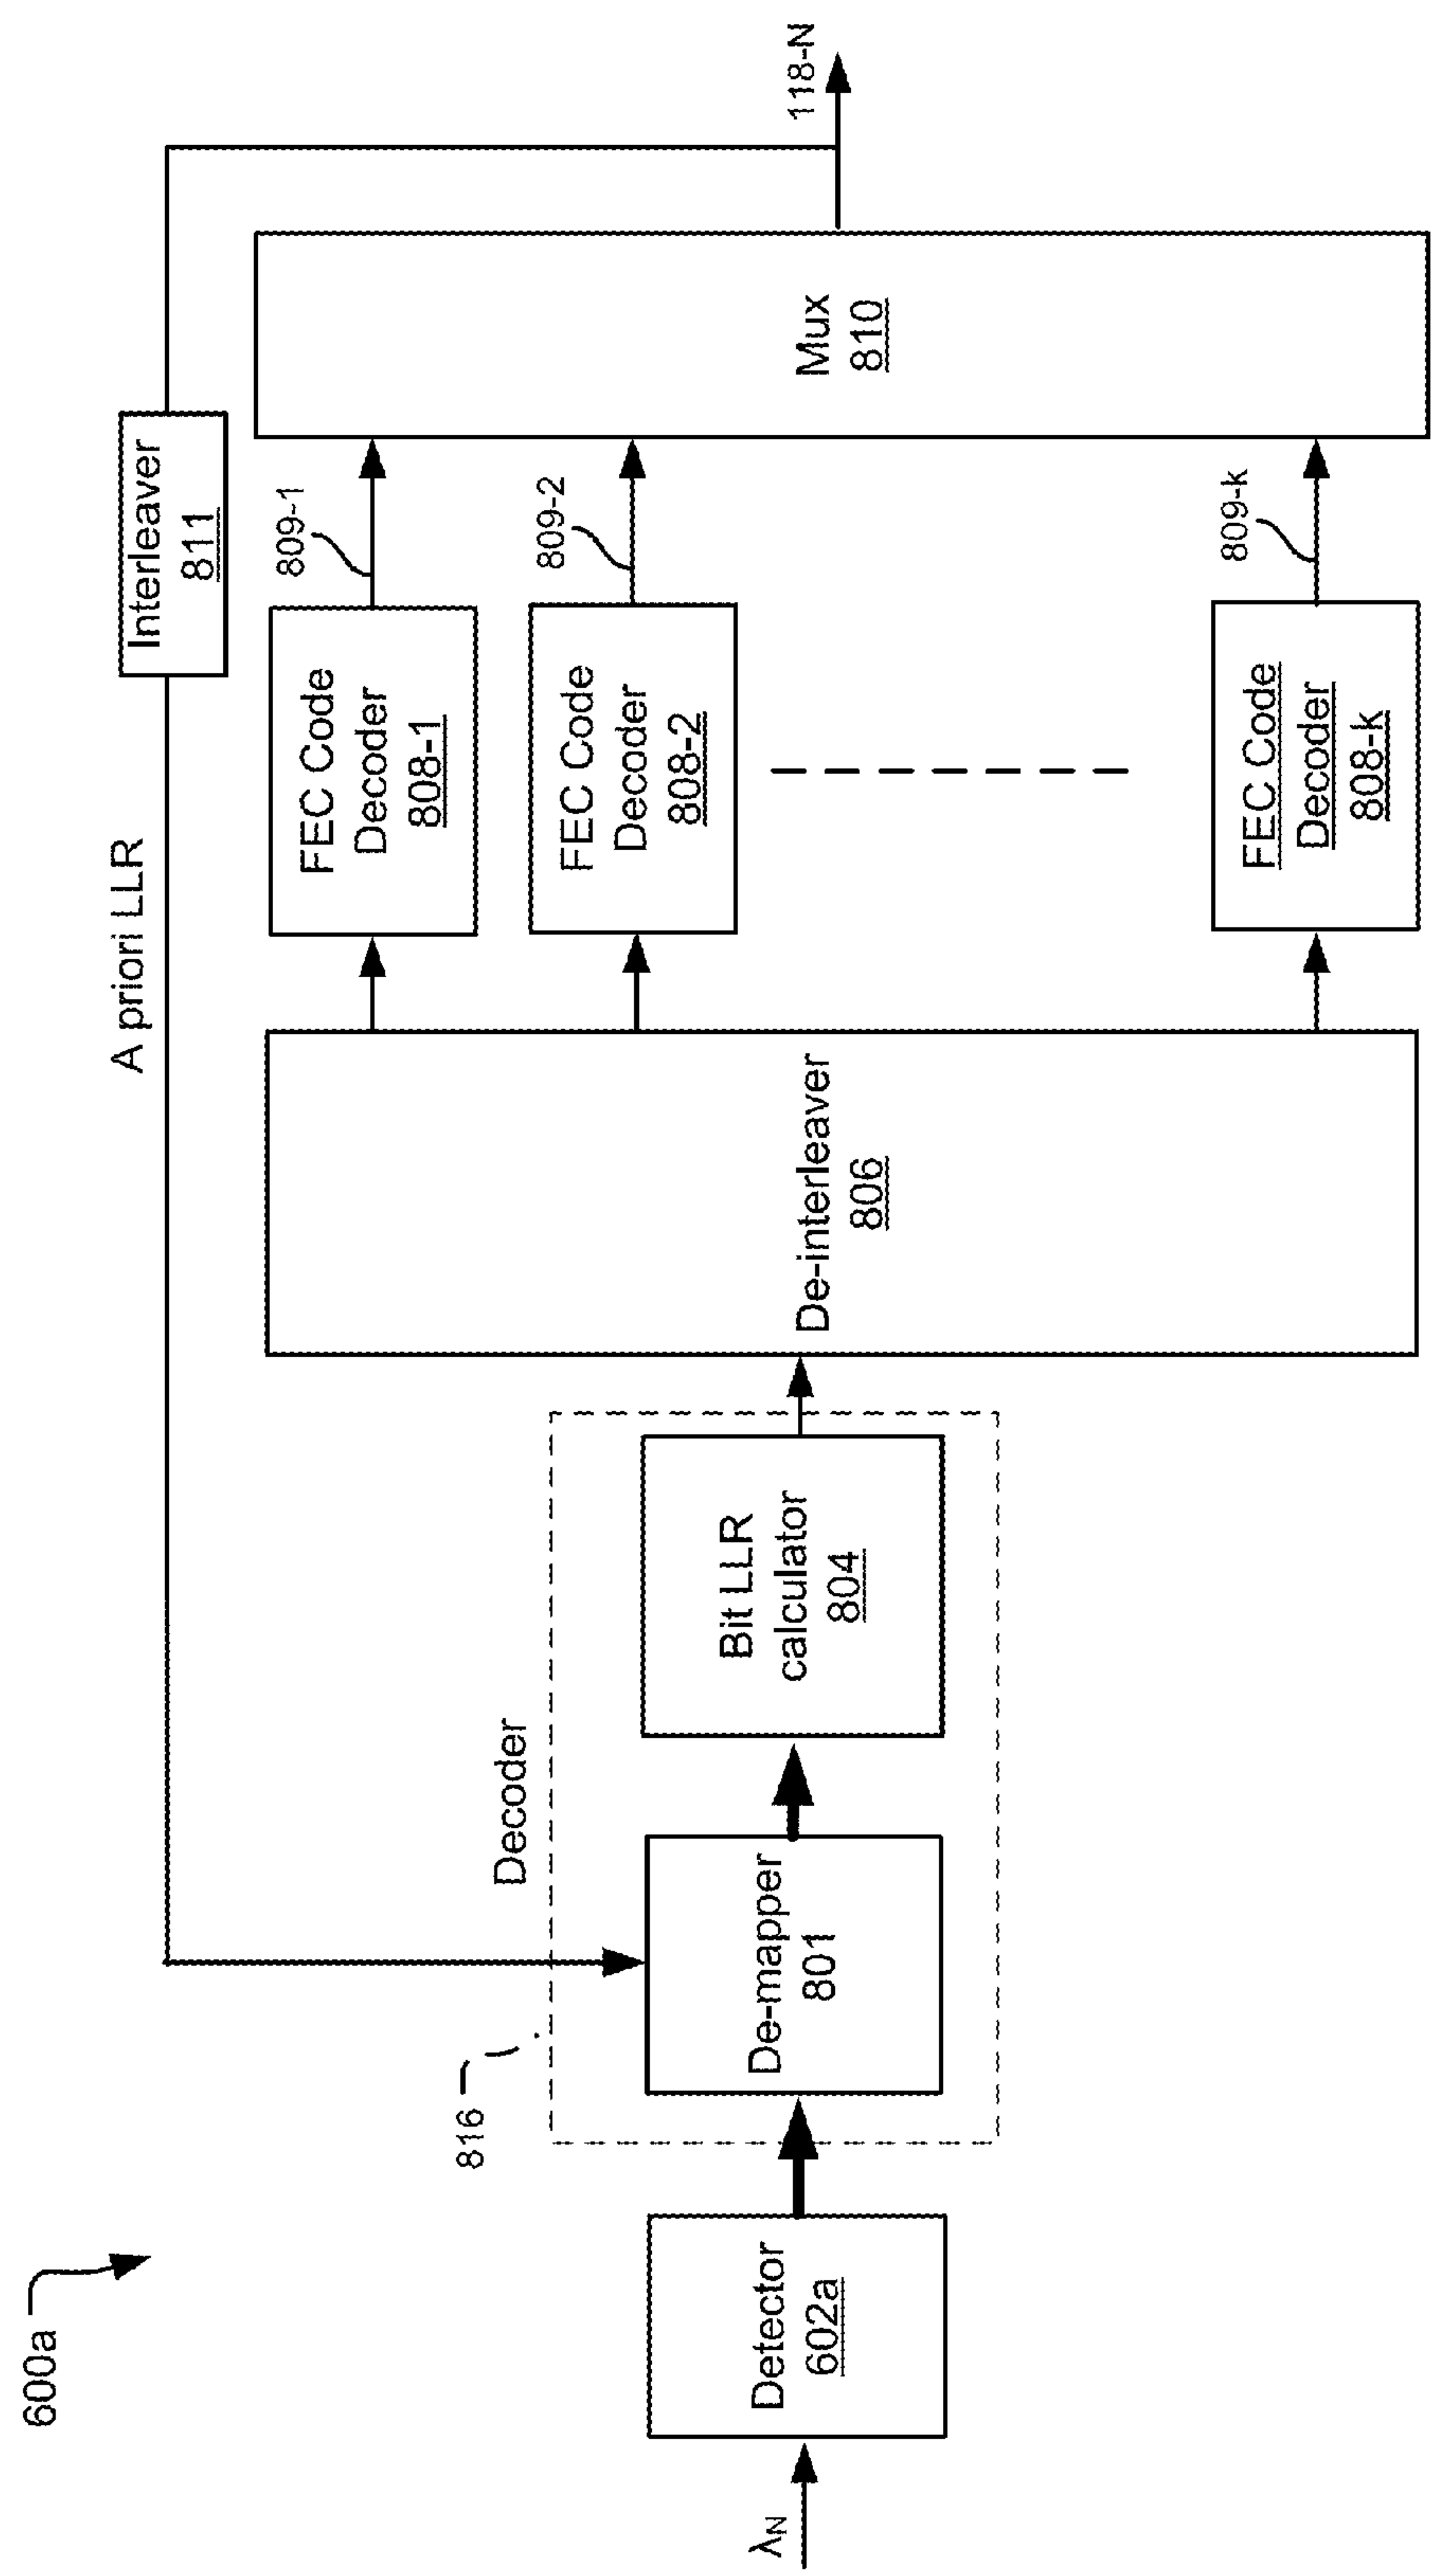 600a
λN
Detector
602a
816
Decoder
De-mapper
801
Bit LLR
calculator
804
De-interleaver
806
A priori LLR
Interleaver
811
FEC Code
Decoder
808-1
809-1
FEC Code
Decoder
808-2
809-2
FEC Code
Decoder
808-k
809-k
Mux
810
118-N